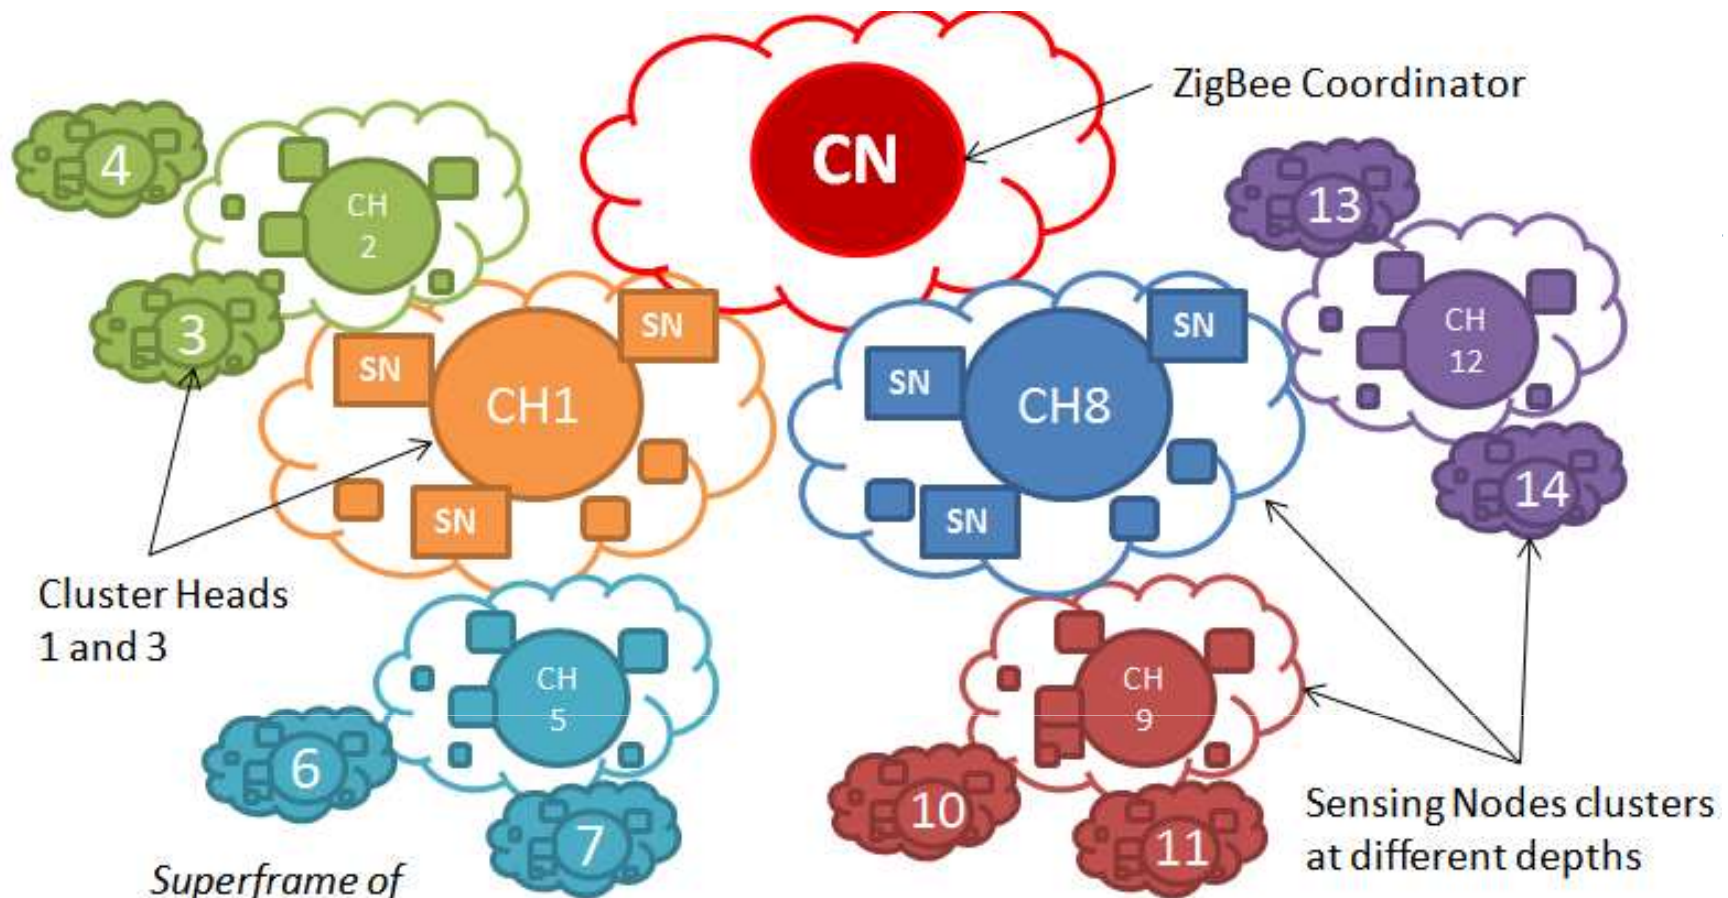 ZigBee Coordinator
CN
4
CH
2
13
3
CH
12
SN
SN
CH1
SN
SN
SN
CH8
SN
14
Cluster Heads
1 and 3
CH
5
CH
9
6
7
10
11
Sensing Nodes clusters
at different depths
Superframe of